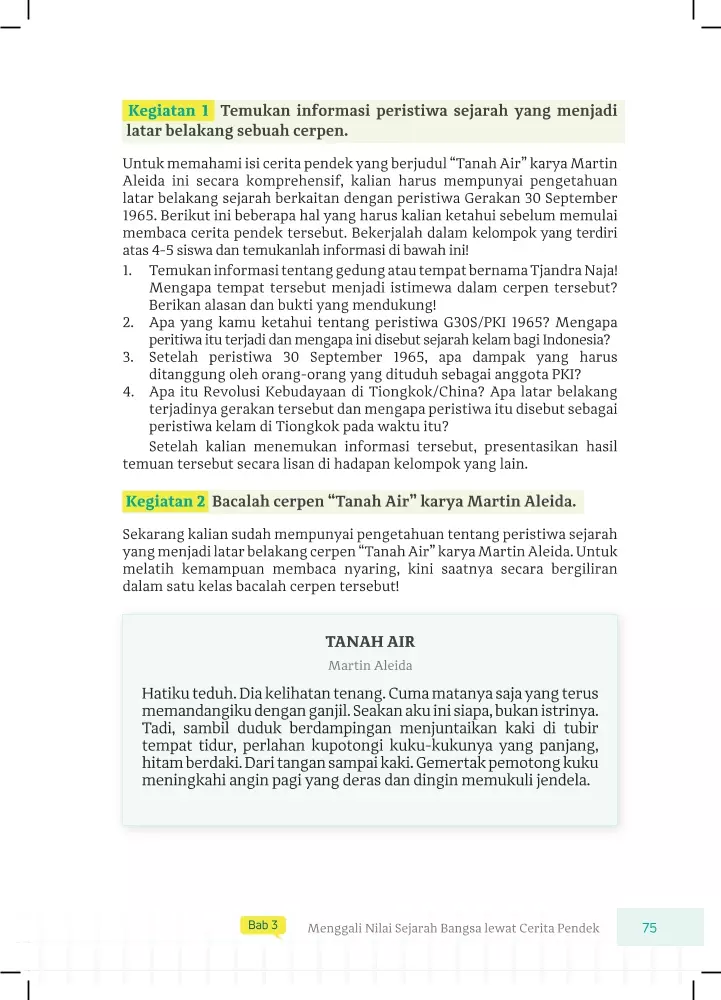 Kegiatan 1 Temukan informasi peristiwa sejarah yang menjadi
latar belakang sebuah cerpen.
Untuk memahami isi cerita pendek yang berjudul “Tanah Air” karya Martin
Aleida ini secara komprehensif, kalian harus mempunyai pengetahuan
latar belakang sejarah berkaitan dengan peristiwa Gerakan 30 September
1965. Berikut ini beberapa hal yang harus kalian ketahui sebelum memulai
membaca cerita pendek tersebut. Bekerjalah dalam kelompok yang terdiri
atas 4-5 siswa dan temukanlah informasi di bawah ini!
1. Temukan informasi tentang gedung atau tempat bernama Tjandra Naja!
Mengapa tempat tersebut menjadi istimewa dalam cerpen tersebut?
Berikan alasan dan bukti yang mendukung!
2. Apa yang kamu ketahui tentang peristiwa G30S/PKI 1965? Mengapa
peritiwa itu terjadi dan mengapa ini disebut sejarah kelam bagi Indonesia?
3. Setelah peristiwa 30 September 1965, apa dampak yang harus
ditanggung oleh orang-orang yang dituduh sebagai anggota PKI?
4. Apa itu Revolusi Kebudayaan di Tiongkok/China? Apa latar belakang
terjadinya gerakan tersebut dan mengapa peristiwa itu disebut sebagai
peristiwa kelam di Tiongkok pada waktu itu?
Setelah kalian menemukan informasi tersebut, presentasikan hasil
temuan tersebut secara lisan di hadapan kelompok yang lain.
Kegiatan 2 Bacalah cerpen “Tanah Air” karya Martin Aleida.
Sekarang kalian sudah mempunyai pengetahuan tentang peristiwa sejarah
yang menjadi latar belakang cerpen “Tanah Air” karya Martin Aleida. Untuk
melatih kemampuan membaca nyaring, kini saatnya secara bergiliran
dalam satu kelas bacalah cerpen tersebut!
TANAH AIR
Martin Aleida
Hatiku teduh. Dia kelihatan tenang. Cuma matanya saja yang terus
memandangiku dengan ganjil. Seakan aku ini siapa, bukan istrinya.
Tadi, sambil duduk berdampingan menjuntaikan kaki di tubir
tempat tidur, perlahan kupotongi kuku-kukunya yang panjang,
hitam berdaki. Dari tangan sampai kaki. Gemertak pemotong kuku
meningkahi angin pagi yang deras dan dingin memukuli jendela.
Bab 3 Menggali Nilai Sejarah Bangsa lewat Cerita Pendek 75